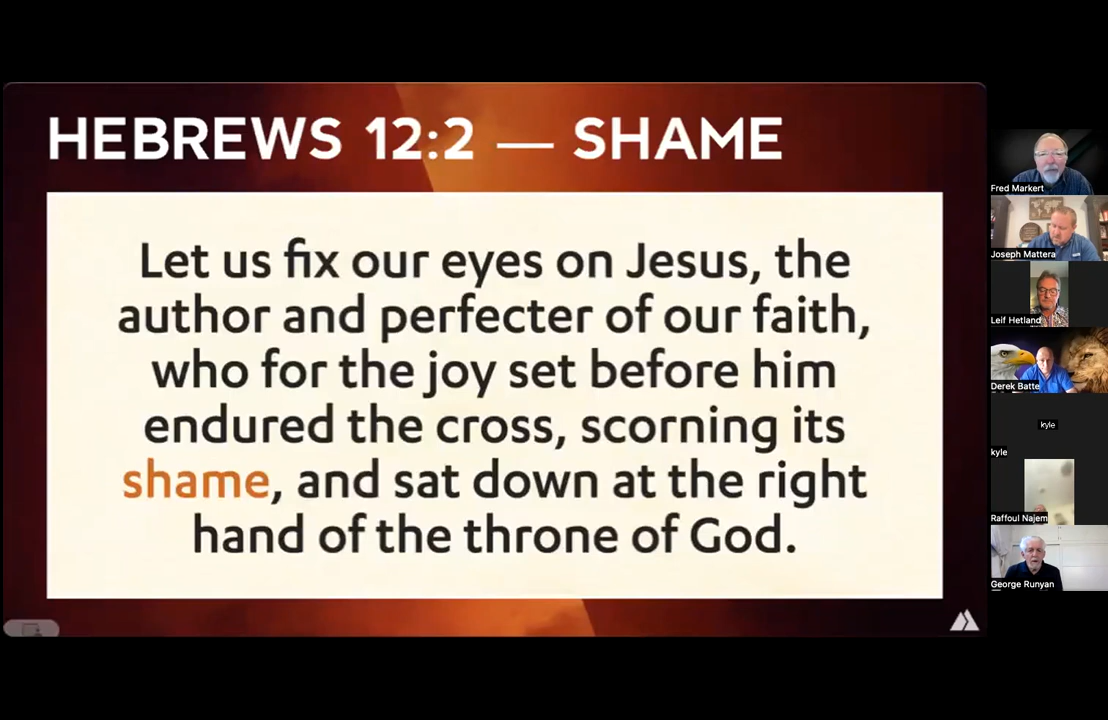 HEBREWS 12:2 — SHAME
Let us fix our eyes on Jesus, the
author and perfecter of our faith,
who for the joy set before him
endured the cross, scorning its
shame, and sat down at the right
hand of the throne of God.
Fred Markert
Joseph Mattera
Leif Hetland
Derek Batte
kyle
kyle
Raffoul Najem
George Runyan